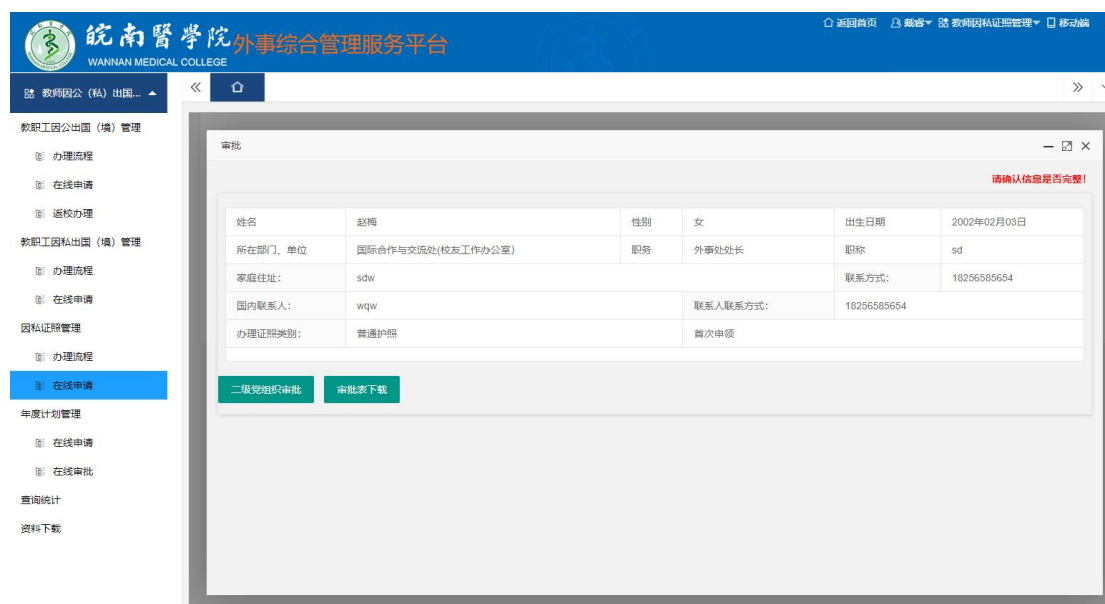 返回首页 戴睿 教师因私证照管理 移动端
皖南醫學院外事综合管理服务平台
WANNAN MEDICAL COLLEGE
教师因公（私）出国...
教职工因公出国（境）管理
办理流程
在线申请
返校办理
教职工因私出国（境）管理
办理流程
在线申请
因私证照管理
办理流程
在线申请
年度计划管理
在线申请
在线审批
查询统计
资料下载
审批
请确认信息是否完整！
姓名 赵梅 性别 女 出生日期 2002年02月03日
所在部门、单位 国际合作与交流处(校友工作办公室) 职务 外事处处长 职称 sd
家庭住址： sdw 联系方式： 18256585654
国内联系人： wqw 联系人联系方式： 18256585654
办理证照类别： 普通护照 首次申领
二级党组织审批 审批表下载